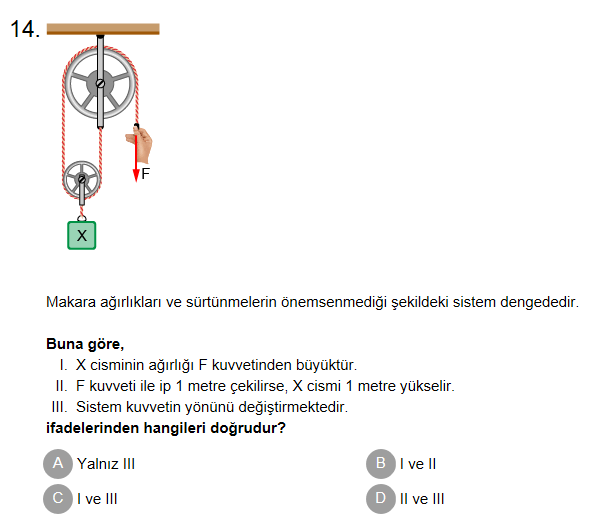 14.
F
X
Makara ağırlıkları ve sürtünmelerin önemsenmediği şekildeki sistem dengededir.
Buna göre,
I. X cisminin ağırlığı F kuvvetinden büyüktür.
II. F kuvveti ile ip 1 metre çekilirse, X cismi 1 metre yükselir.
III. Sistem kuvvetin yönünü değiştirmektedir.
ifadelerinden hangileri doğrudur?
A Yalnız III
B I ve II
C I ve III
D II ve III